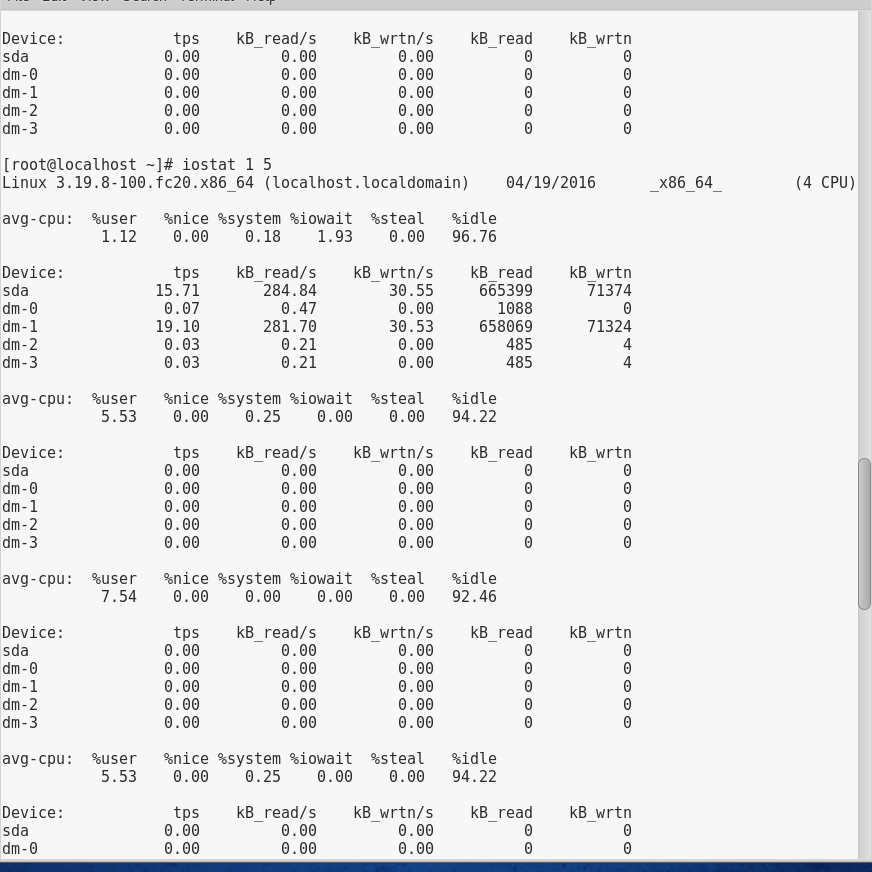 Device:            tps    kB_read/s    kB_wrtn/s    kB_read    kB_wrtn
sda               0.00         0.00         0.00          0          0
dm-0              0.00         0.00         0.00          0          0
dm-1              0.00         0.00         0.00          0          0
dm-2              0.00         0.00         0.00          0          0
dm-3              0.00         0.00         0.00          0          0
[root@localhost ~]# iostat 1 5
Linux 3.19.8-100.fc20.x86_64 (localhost.localdomain)    04/19/2016      _x86_64_        (4 CPU)
avg-cpu:  %user   %nice %system %iowait  %steal   %idle
           1.12    0.00    0.18    1.93    0.00   96.76
Device:            tps    kB_read/s    kB_wrtn/s    kB_read    kB_wrtn
sda              15.71       284.84        30.55     665399      71374
dm-0              0.07         0.47         0.00       1088          0
dm-1             19.10       281.70        30.53     658069      71324
dm-2              0.03         0.21         0.00        485          4
dm-3              0.03         0.21         0.00        485          4
avg-cpu:  %user   %nice %system %iowait  %steal   %idle
           5.53    0.00    0.25    0.00    0.00   94.22
Device:            tps    kB_read/s    kB_wrtn/s    kB_read    kB_wrtn
sda               0.00         0.00         0.00          0          0
dm-0              0.00         0.00         0.00          0          0
dm-1              0.00         0.00         0.00          0          0
dm-2              0.00         0.00         0.00          0          0
dm-3              0.00         0.00         0.00          0          0
avg-cpu:  %user   %nice %system %iowait  %steal   %idle
           7.54    0.00    0.00    0.00    0.00   92.46
Device:            tps    kB_read/s    kB_wrtn/s    kB_read    kB_wrtn
sda               0.00         0.00         0.00          0          0
dm-0              0.00         0.00         0.00          0          0
dm-1              0.00         0.00         0.00          0          0
dm-2              0.00         0.00         0.00          0          0
dm-3              0.00         0.00         0.00          0          0
avg-cpu:  %user   %nice %system %iowait  %steal   %idle
           5.53    0.00    0.25    0.00    0.00   94.22
Device:            tps    kB_read/s    kB_wrtn/s    kB_read    kB_wrtn
sda               0.00         0.00         0.00          0          0
dm-0              0.00         0.00         0.00          0          0